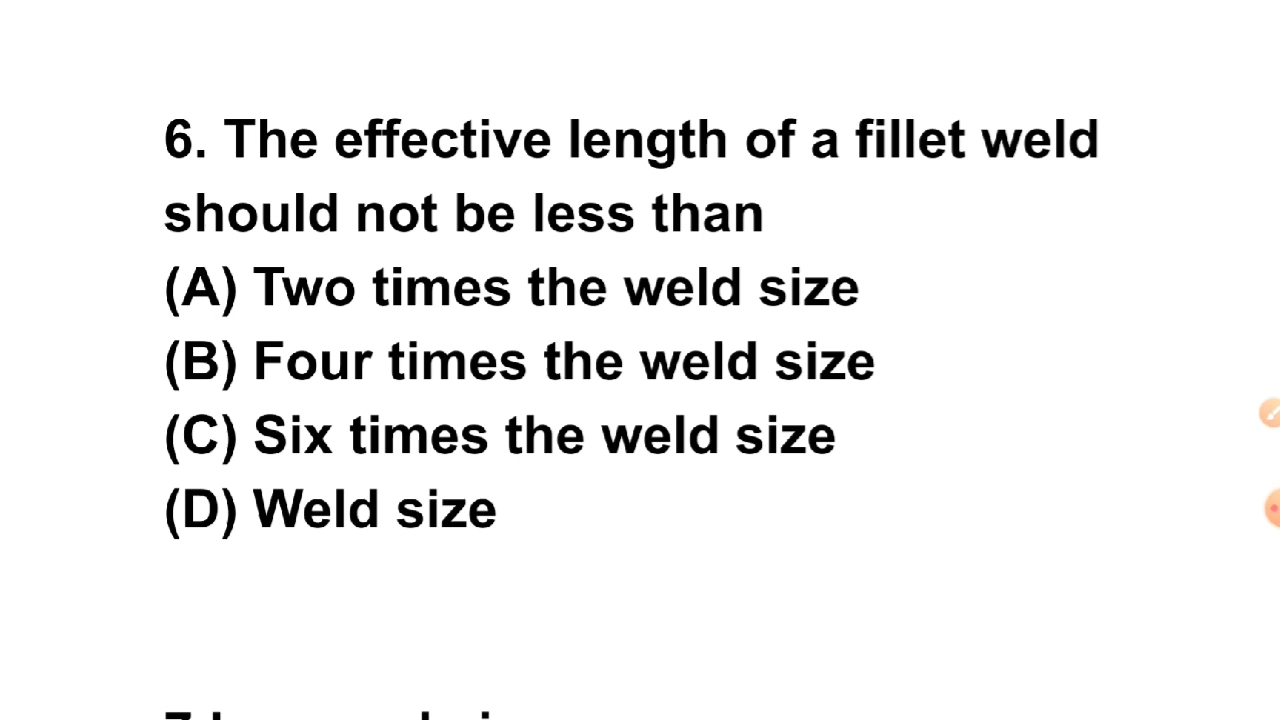 6. The effective length of a fillet weld
should not be less than
(A) Two times the weld size
(B) Four times the weld size
(C) Six times the weld size
(D) Weld size